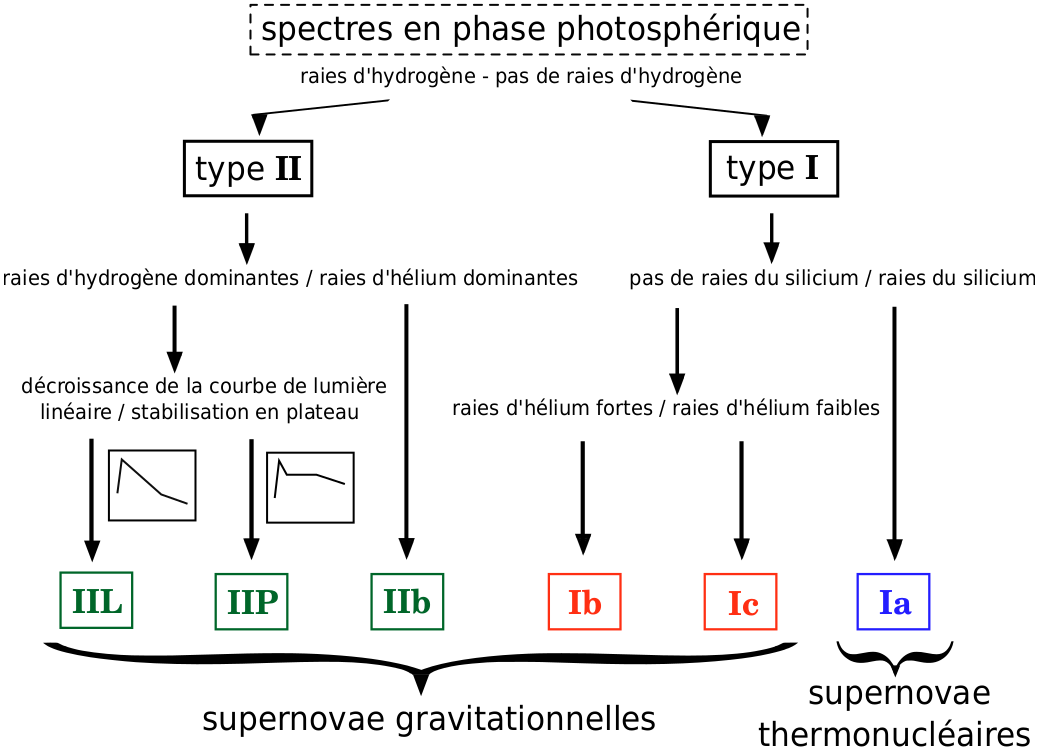 spectres en phase photosphérique
raies d'hydrogène - pas de raies d'hydrogène
type II
type I
raies d'hydrogène dominantes / raies d'hélium dominantes
pas de raies du silicium / raies du silicium
décroissance de la courbe de lumière
linéaire / stabilisation en plateau
raies d'hélium fortes / raies d'hélium faibles
IIL
IIP
IIb
Ib
Ic
Ia
supernovae gravitationnelles
supernovae
thermonucléaires